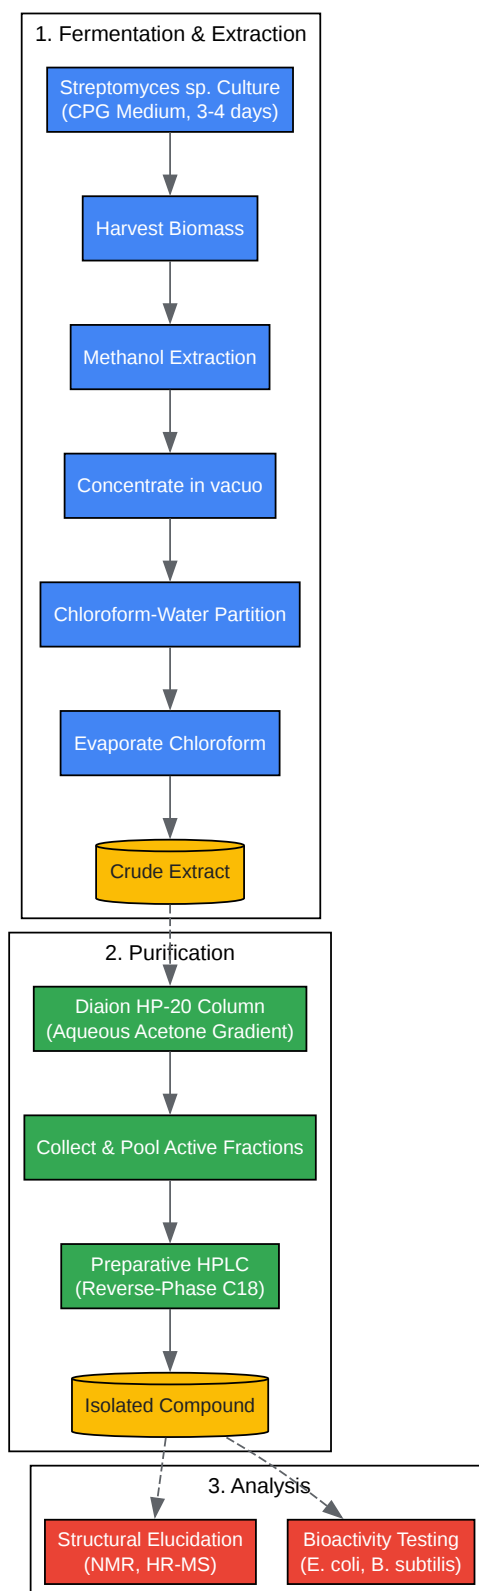 1. Fermentation & Extraction
Streptomyces sp. Culture
(CPG Medium, 3-4 days)
Harvest Biomass
Methanol Extraction
Concentrate in vacuo
Chloroform-Water Partition
Evaporate Chloroform
Crude Extract
2. Purification
Diaion HP-20 Column
(Aqueous Acetone Gradient)
Collect & Pool Active Fractions
Preparative HPLC
(Reverse-Phase C18)
Isolated Compound
3. Analysis
Structural Elucidation
(NMR, HR-MS)
Bioactivity Testing
(E. coli, B. subtilis)